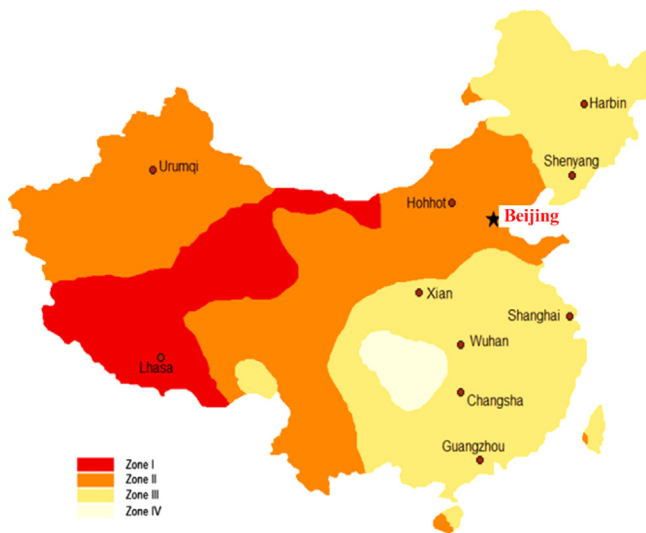 Harbin
Urumqi
Shenyang
Hohhot
Beijing
Xian
Shanghai
Wuhan
Lhasa
Changsha
Guangzhou
Zone I
Zone II
Zone III
Zone IV